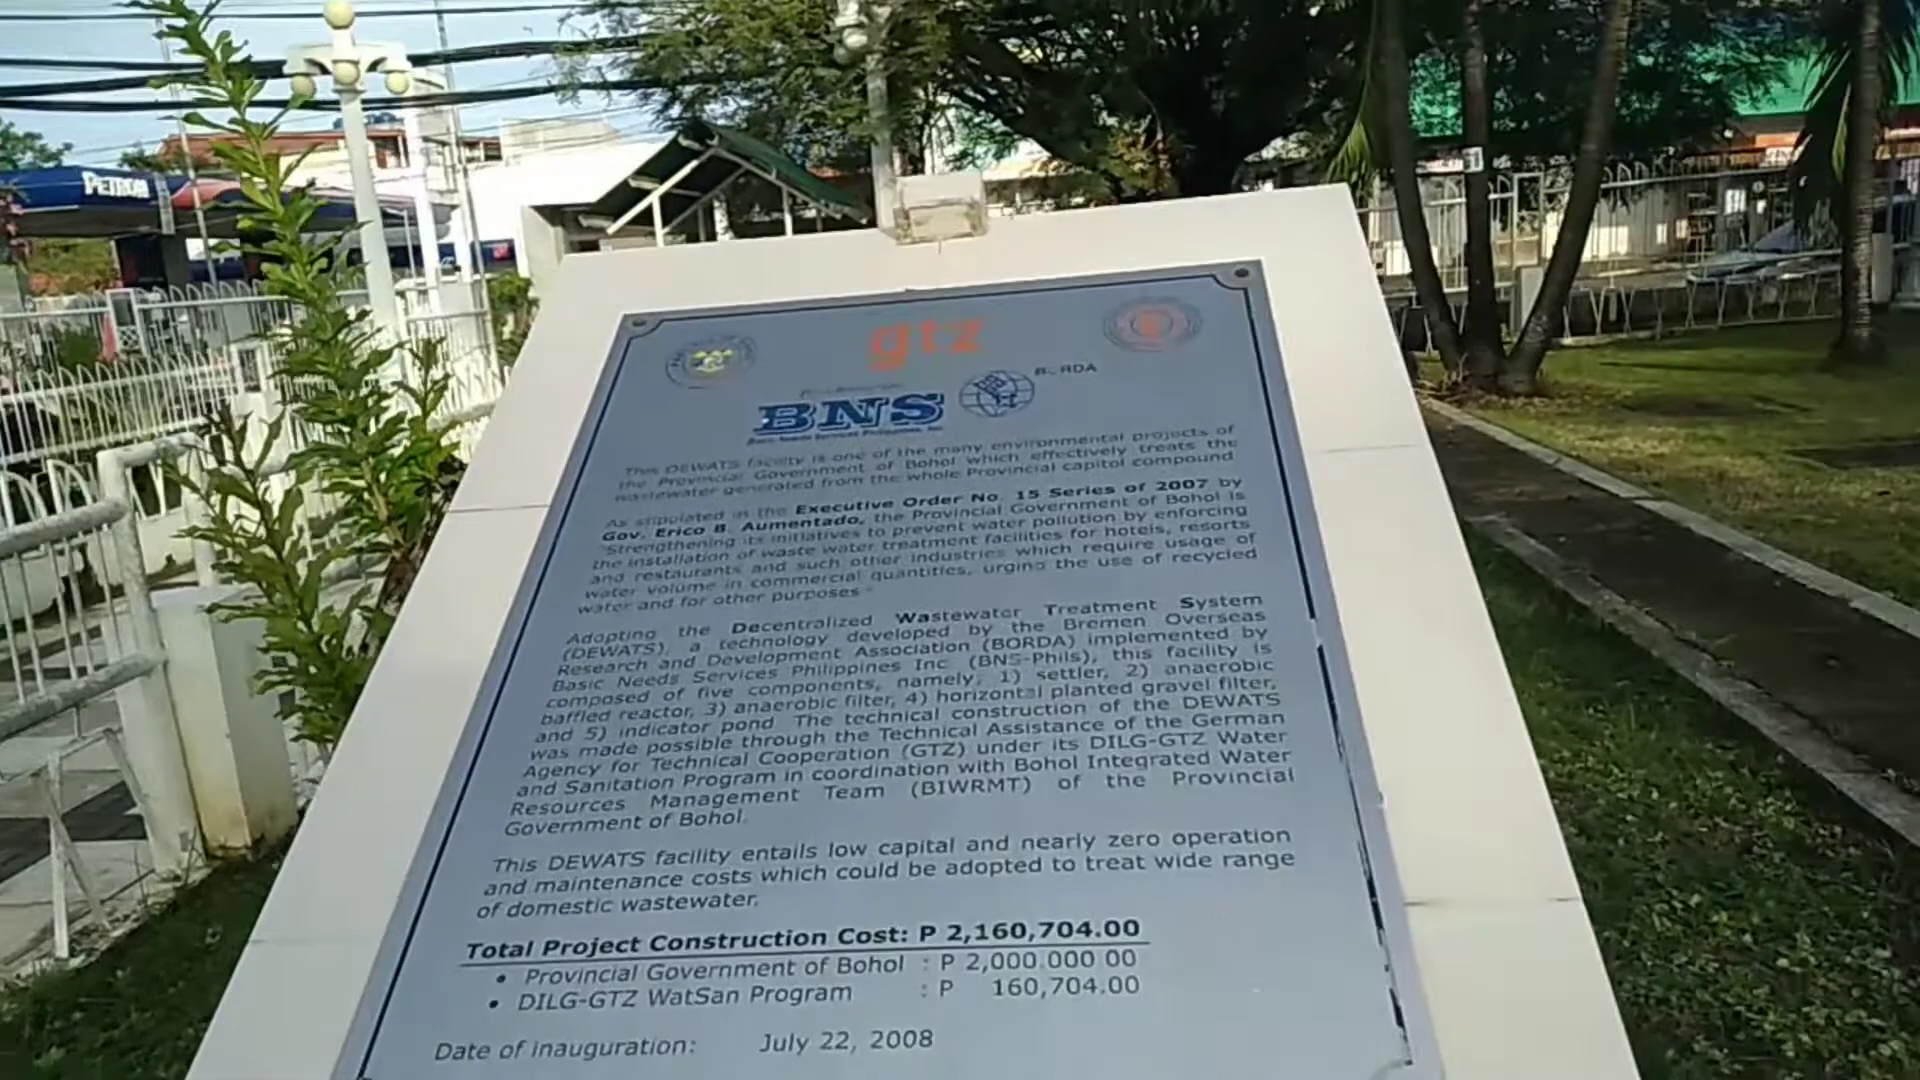 PETRON
gtz
BNS
Basic Needs Services Philippines, Inc.
This DEWATS facility is one of the many environmental projects of
the Provincial Government of Bohol which effectively treats the
wastewater generated from the whole Provincial capitol compound
As stipulated in the Executive Order No. 15 Series of 2007 by
Gov. Erico B. Aumentado, the Provincial Government of Bohol is
"Strengthening its initiatives to prevent water pollution by enforcing
the installation of waste water treatment facilities for hotels, resorts
and restaurants and such other industries which require usage of
water volume in commercial quantities, urging the use of recycled
water and for other purposes "
Adopting the Decentralized Wastewater Treatment System
(DEWATS), a technology developed by the Bremen Overseas
Research and Development Association (BORDA) implemented by
Basic Needs Services Philippines Inc (BNS-Phils), this facility is
composed of five components, namely, 1) settler, 2) anaerobic
baffled reactor, 3) anaerobic filter, 4) horizontal planted gravel filter,
and 5) indicator pond. The technical construction of the DEWATS
was made possible through the Technical Assistance of the German
Agency for Technical Cooperation (GTZ) under its DILG-GTZ Water
and Sanitation Program in coordination with Bohol Integrated Water
Resources Management Team (BIWRMT) of the Provincial
Government of Bohol.
This DEWATS facility entails low capital and nearly zero operation
and maintenance costs which could be adopted to treat wide range
of domestic wastewater.
Total Project Construction Cost: P 2,160,704.00
• Provincial Government of Bohol : P 2,000.000 00
• DILG-GTZ WatSan Program : P 160,704.00
Date of inauguration: July 22, 2008